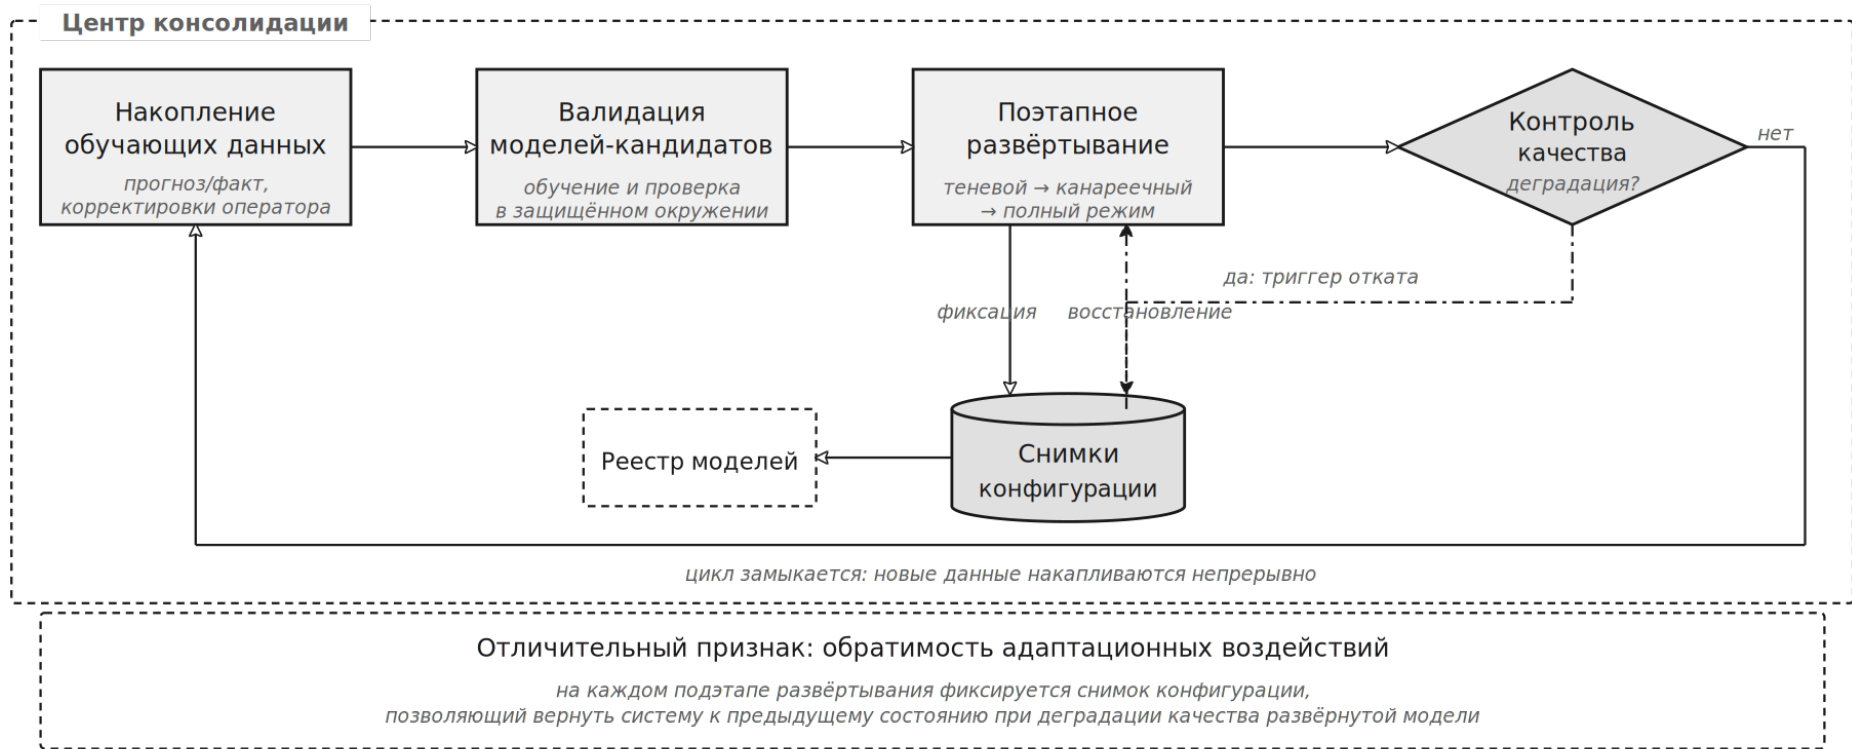 Центр консолидации
Накопление
обучающих данных
прогноз/факт,
корректировки оператора
Валидация
моделей-кандидатов
обучение и проверка
в защищённом окружении
Поэтапное
развёртывание
теневой → канареечный
→ полный режим
Контроль
качества
деградация?
нет
да: триггер отката
фиксация
восстановление
Реестр моделей
Снимки
конфигурации
цикл замыкается: новые данные накапливаются непрерывно
Отличительный признак: обратимость адаптационных воздействий
на каждом подэтапе развёртывания фиксируется снимок конфигурации,
позволяющий вернуть систему к предыдущему состоянию при деградации качества развёрнутой модели